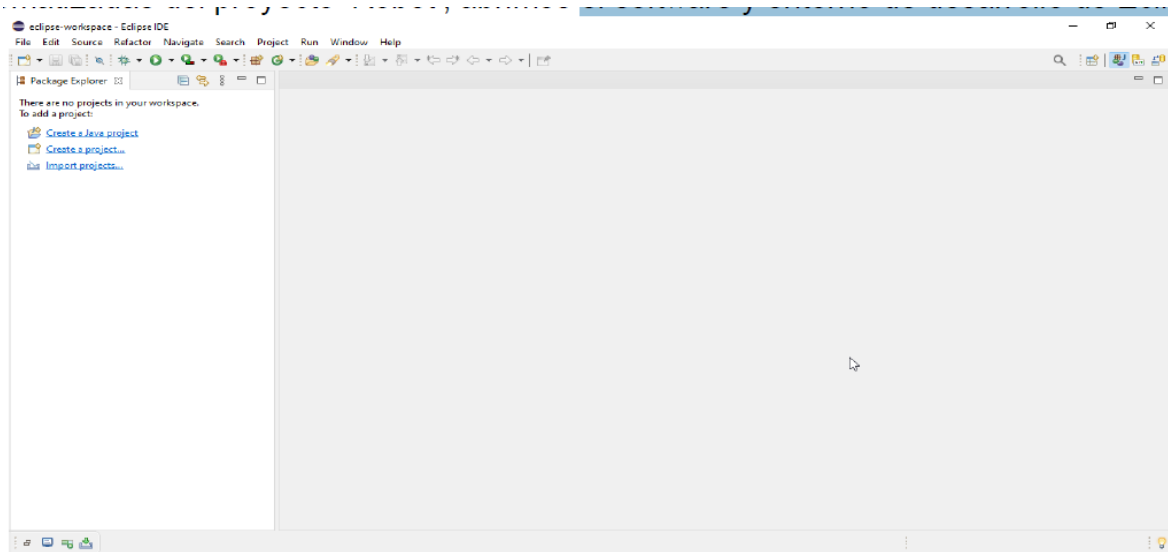 eclipse-workspace - Eclipse IDE
File Edit Source Refactor Navigate Search Project Run Window Help
Package Explorer
There are no projects in your workspace.
To add a project:
Create a Java project
Create a project...
Import projects...